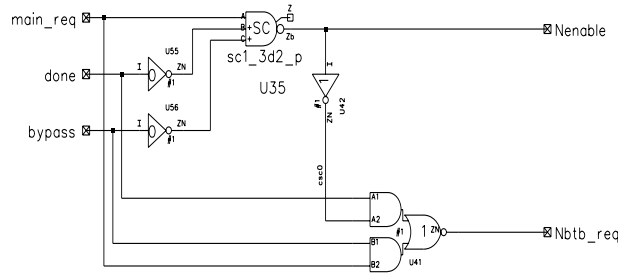 main_req
A
B +
C +
SC
Z
Zb
Nenable
sc1_3d2_p
U35
U55
done
I
ZN
#1
U56
bypass
I
ZN
#1
I
1
#1
ZN
U42
csc0
A1
A2
#1
1
ZN
Nbtb_req
B1
B2
U41